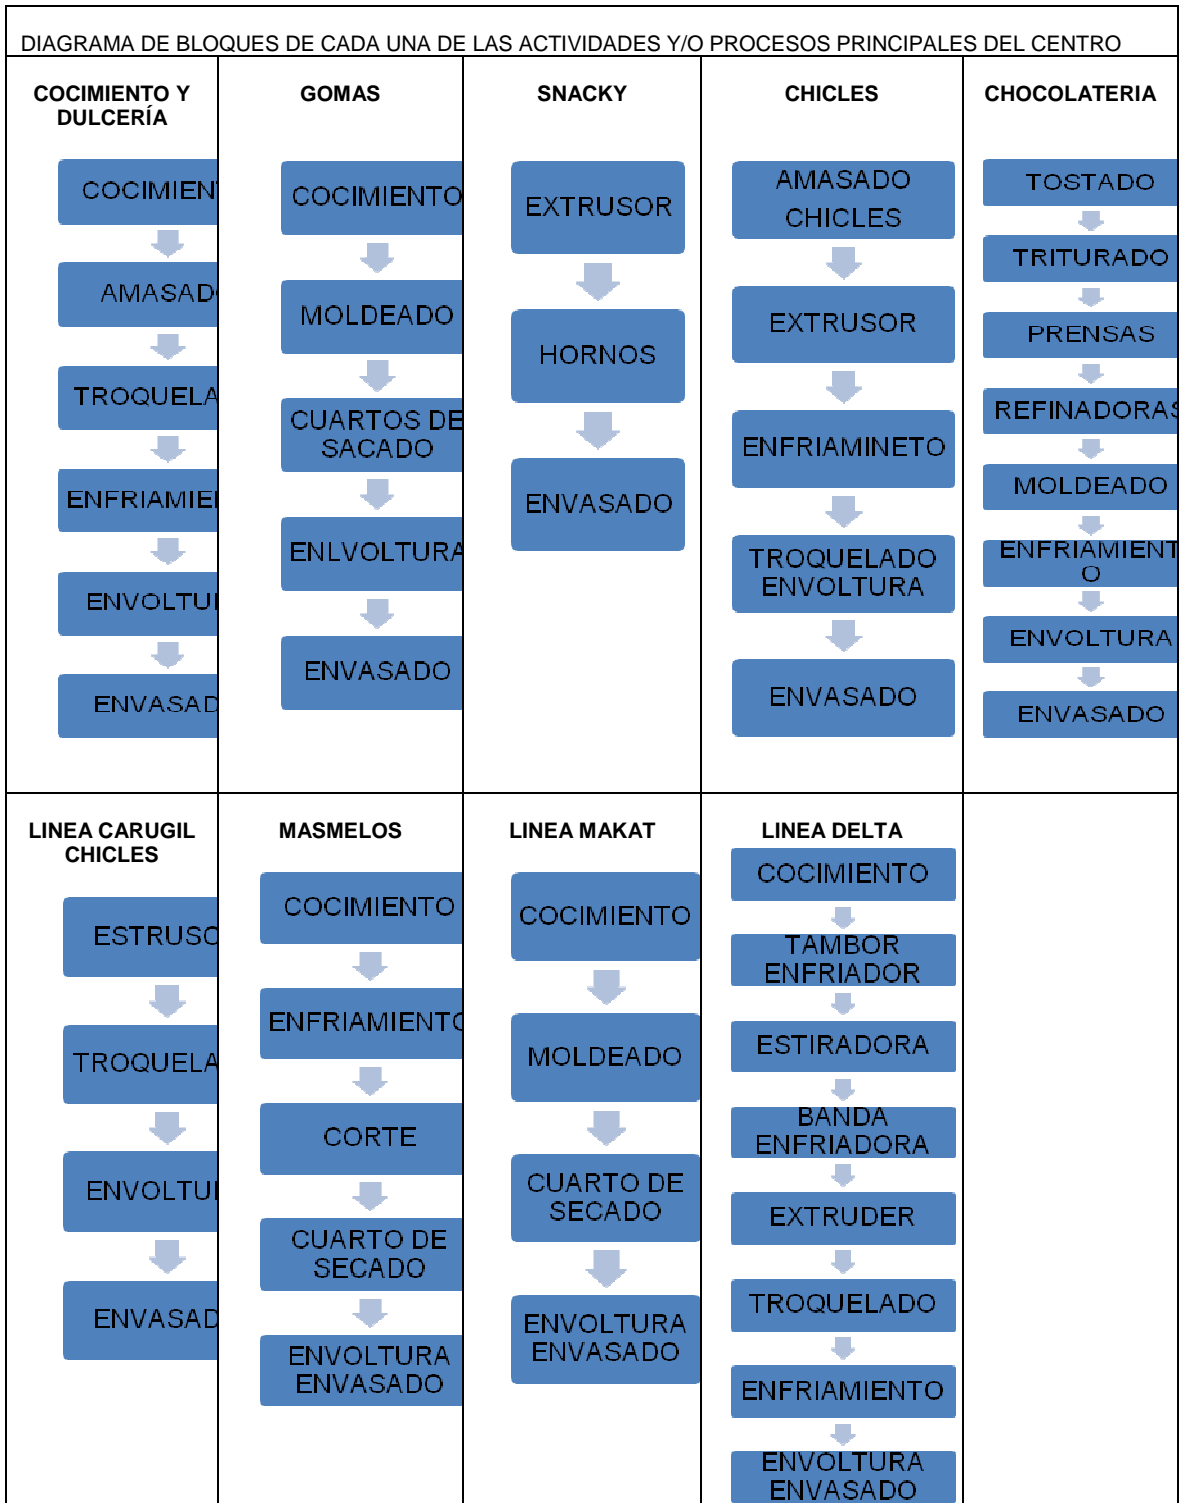 DIAGRAMA DE BLOQUES DE CADA UNA DE LAS ACTIVIDADES Y/O PROCESOS PRINCIPALES DEL CENTRO
COCIMIENTO Y
DULCERÍA
COCIMIEN
AMASAD
TROQUELA
ENFRIAMIE
ENVOLTU
ENVASAD
GOMAS
COCIMIENTO
MOLDEADO
CUARTOS DE
SACADO
ENLVOLTURA
ENVASADO
SNACKY
EXTRUSOR
HORNOS
ENVASADO
CHICLES
AMASADO
CHICLES
EXTRUSOR
ENFRIAMINETO
TROQUELADO
ENVOLTURA
ENVASADO
CHOCOLATERIA
TOSTADO
TRITURADO
PRENSAS
REFINADORAS
MOLDEADO
ENFRIAMIENT
O
ENVOLTURA
ENVASADO
LINEA CARUGIL
CHICLES
ESTRUSO
TROQUELA
ENVOLTU
ENVASAD
MASMELOS
COCIMIENTO
ENFRIAMIENTO
CORTE
CUARTO DE
SECADO
ENVOLTURA
ENVASADO
LINEA MAKAT
COCIMIENTO
MOLDEADO
CUARTO DE
SECADO
ENVOLTURA
ENVASADO
LINEA DELTA
COCIMIENTO
TAMBOR
ENFRIADOR
ESTIRADORA
BANDA
ENFRIADORA
EXTRUDER
TROQUELADO
ENFRIAMIENTO
ENVOLTURA
ENVASADO